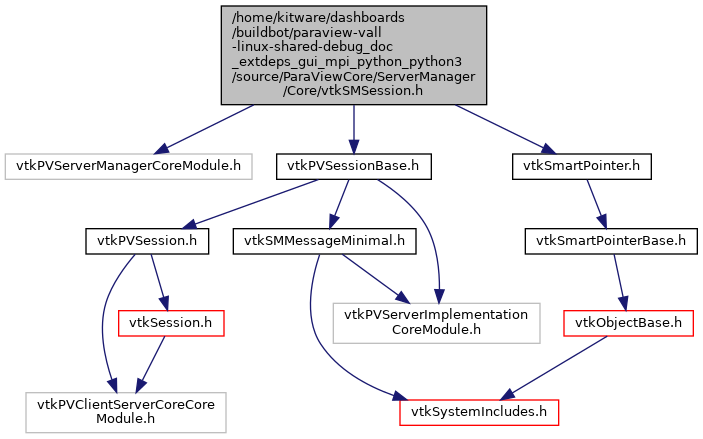 /home/kitware/dashboards
/buildbot/paraview-vall
-linux-shared-debug_doc
_extdeps_gui_mpi_python_python3
/source/ParaViewCore/ServerManager
/Core/vtkSMSession.h
vtkPVServerManagerCoreModule.h
vtkPVSessionBase.h
vtkSmartPointer.h
vtkPVSession.h
vtkSMMessageMinimal.h
vtkSmartPointerBase.h
vtkSession.h
vtkPVServerImplementation
CoreModule.h
vtkObjectBase.h
vtkPVClientServerCoreCore
Module.h
vtkSystemIncludes.h